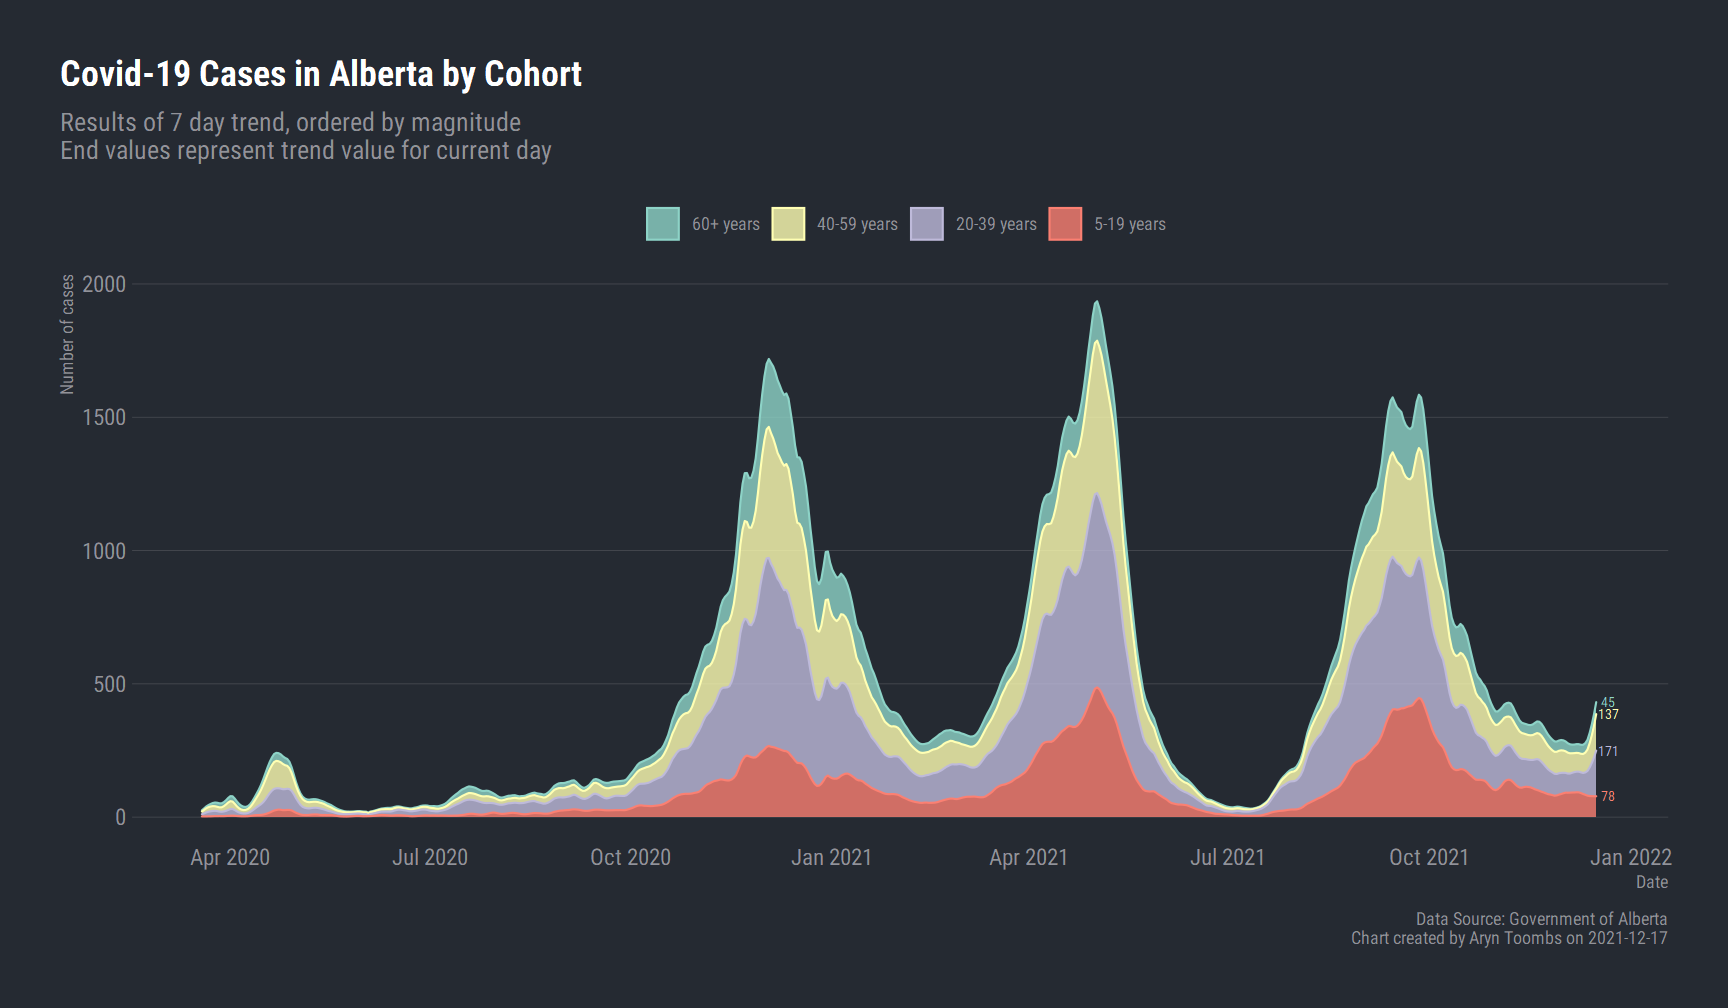 Covid-19 Cases in Alberta by Cohort
Results of 7 day trend, ordered by magnitude
End values represent trend value for current day
60+ years
40-59 years
20-39 years
5-19 years
Number of cases
2000
1500
1000
500
0
45
137
171
78
Apr 2020
Jul 2020
Oct 2020
Jan 2021
Apr 2021
Jul 2021
Oct 2021
Jan 2022
Date
Data Source: Government of Alberta
Chart created by Aryn Toombs on 2021-12-17